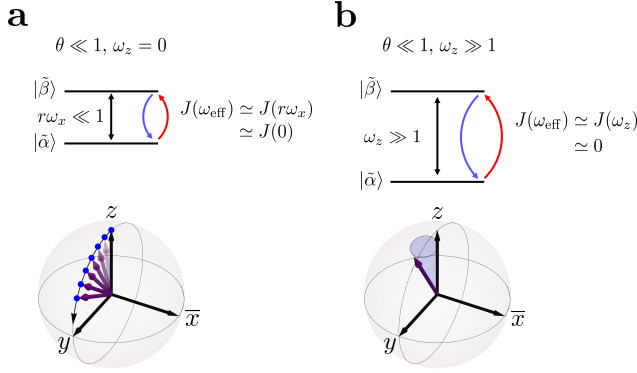 a
θ ≪ 1, ω_z = 0
|β̃⟩
rω_x ≪ 1
|α̃⟩
J(ω_eff) ≃ J(rω_x)
≃ J(0)
z
x̅
y
b
θ ≪ 1, ω_z ≫ 1
|β̃⟩
ω_z ≫ 1
|α̃⟩
J(ω_eff) ≃ J(ω_z)
≃ 0
z
x̅
y